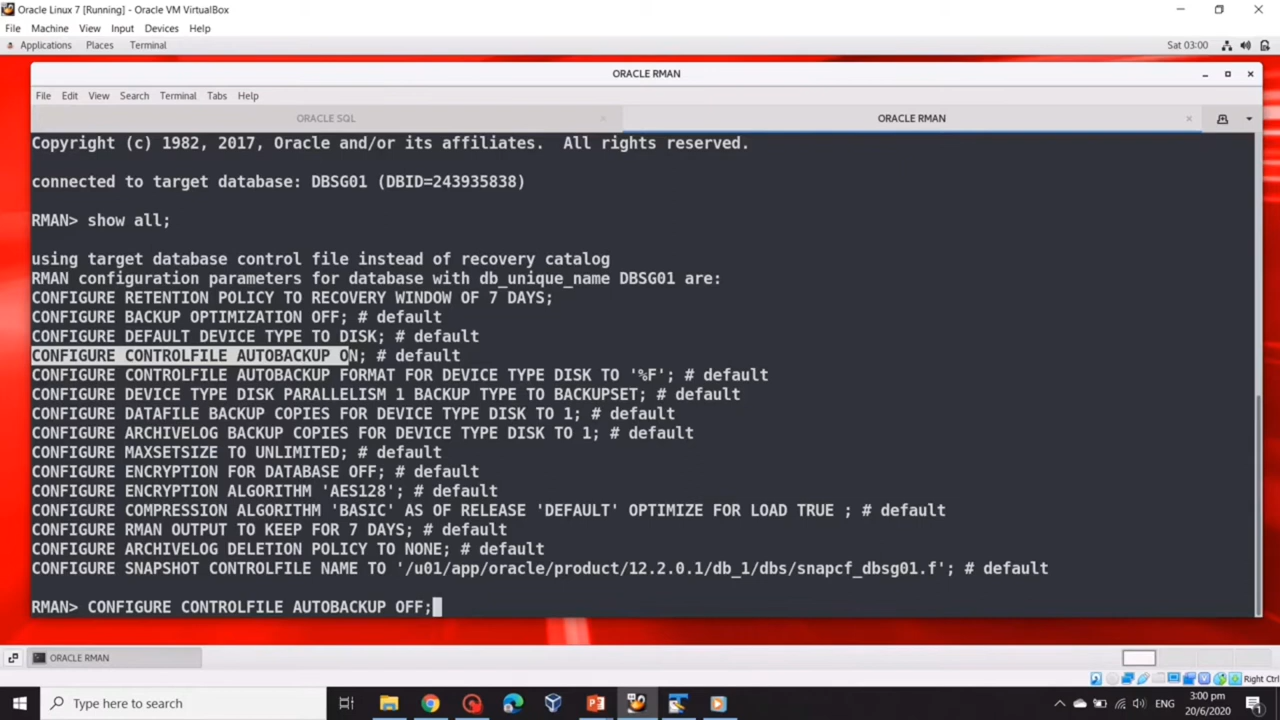 Oracle Linux 7 [Running] - Oracle VM VirtualBox
File Machine View Input Devices Help
Applications Places Terminal Sat 03:00
ORACLE RMAN
File Edit View Search Terminal Tabs Help
ORACLE SQL ORACLE RMAN
Copyright (c) 1982, 2017, Oracle and/or its affiliates.  All rights reserved.
connected to target database: DBSG01 (DBID=243935838)
RMAN> show all;
using target database control file instead of recovery catalog
RMAN configuration parameters for database with db_unique_name DBSG01 are:
CONFIGURE RETENTION POLICY TO RECOVERY WINDOW OF 7 DAYS;
CONFIGURE BACKUP OPTIMIZATION OFF; # default
CONFIGURE DEFAULT DEVICE TYPE TO DISK; # default
CONFIGURE CONTROLFILE AUTOBACKUP ON; # default
CONFIGURE CONTROLFILE AUTOBACKUP FORMAT FOR DEVICE TYPE DISK TO '%F'; # default
CONFIGURE DEVICE TYPE DISK PARALLELISM 1 BACKUP TYPE TO BACKUPSET; # default
CONFIGURE DATAFILE BACKUP COPIES FOR DEVICE TYPE DISK TO 1; # default
CONFIGURE ARCHIVELOG BACKUP COPIES FOR DEVICE TYPE DISK TO 1; # default
CONFIGURE MAXSETSIZE TO UNLIMITED; # default
CONFIGURE ENCRYPTION FOR DATABASE OFF; # default
CONFIGURE ENCRYPTION ALGORITHM 'AES128'; # default
CONFIGURE COMPRESSION ALGORITHM 'BASIC' AS OF RELEASE 'DEFAULT' OPTIMIZE FOR LOAD TRUE ; # default
CONFIGURE RMAN OUTPUT TO KEEP FOR 7 DAYS; # default
CONFIGURE ARCHIVELOG DELETION POLICY TO NONE; # default
CONFIGURE SNAPSHOT CONTROLFILE NAME TO '/u01/app/oracle/product/12.2.0.1/db_1/dbs/snapcf_dbsg01.f'; # default
RMAN> CONFIGURE CONTROLFILE AUTOBACKUP OFF;
ORACLE RMAN
Right Ctrl
Type here to search
ENG
3:00 pm
20/6/2020
1